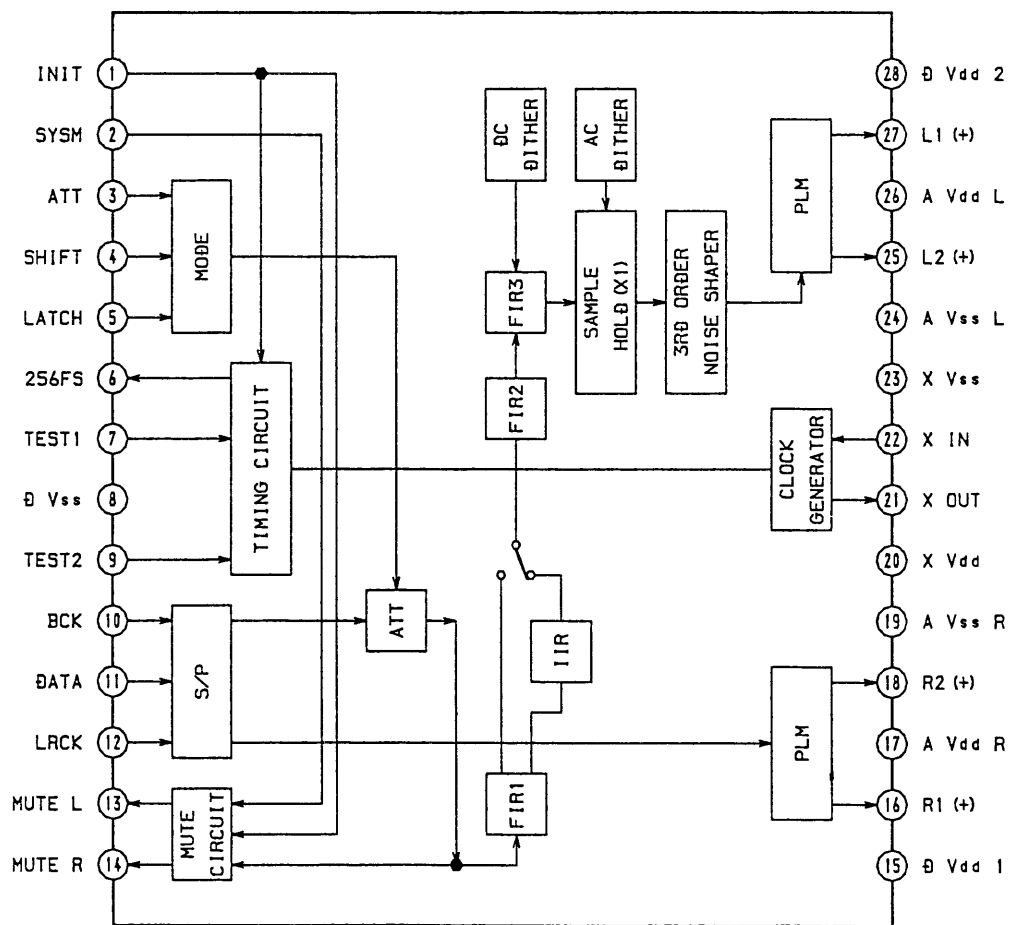 INIT 1
SYSM 2
ATT 3
SHIFT 4
LATCH 5
256FS 6
TEST1 7
D Vss 8
TEST2 9
BCK 10
DATA 11
LRCK 12
MUTE L 13
MUTE R 14
MODE
TIMING CIRCUIT
S/P
MUTE
CIRCUIT
ATT
DC
DITHER
AC
DITHER
FIR3
SAMPLE
HOLD (X1)
3RD ORDER
NOISE SHAPER
FIR2
IIR
FIR1
PLM
CLOCK
GENERATOR
PLM
28 D Vdd 2
27 L1 (+)
26 A Vdd L
25 L2 (+)
24 A Vss L
23 X Vss
22 X IN
21 X OUT
20 X Vdd
19 A Vss R
18 R2 (+)
17 A Vdd R
16 R1 (+)
15 D Vdd 1